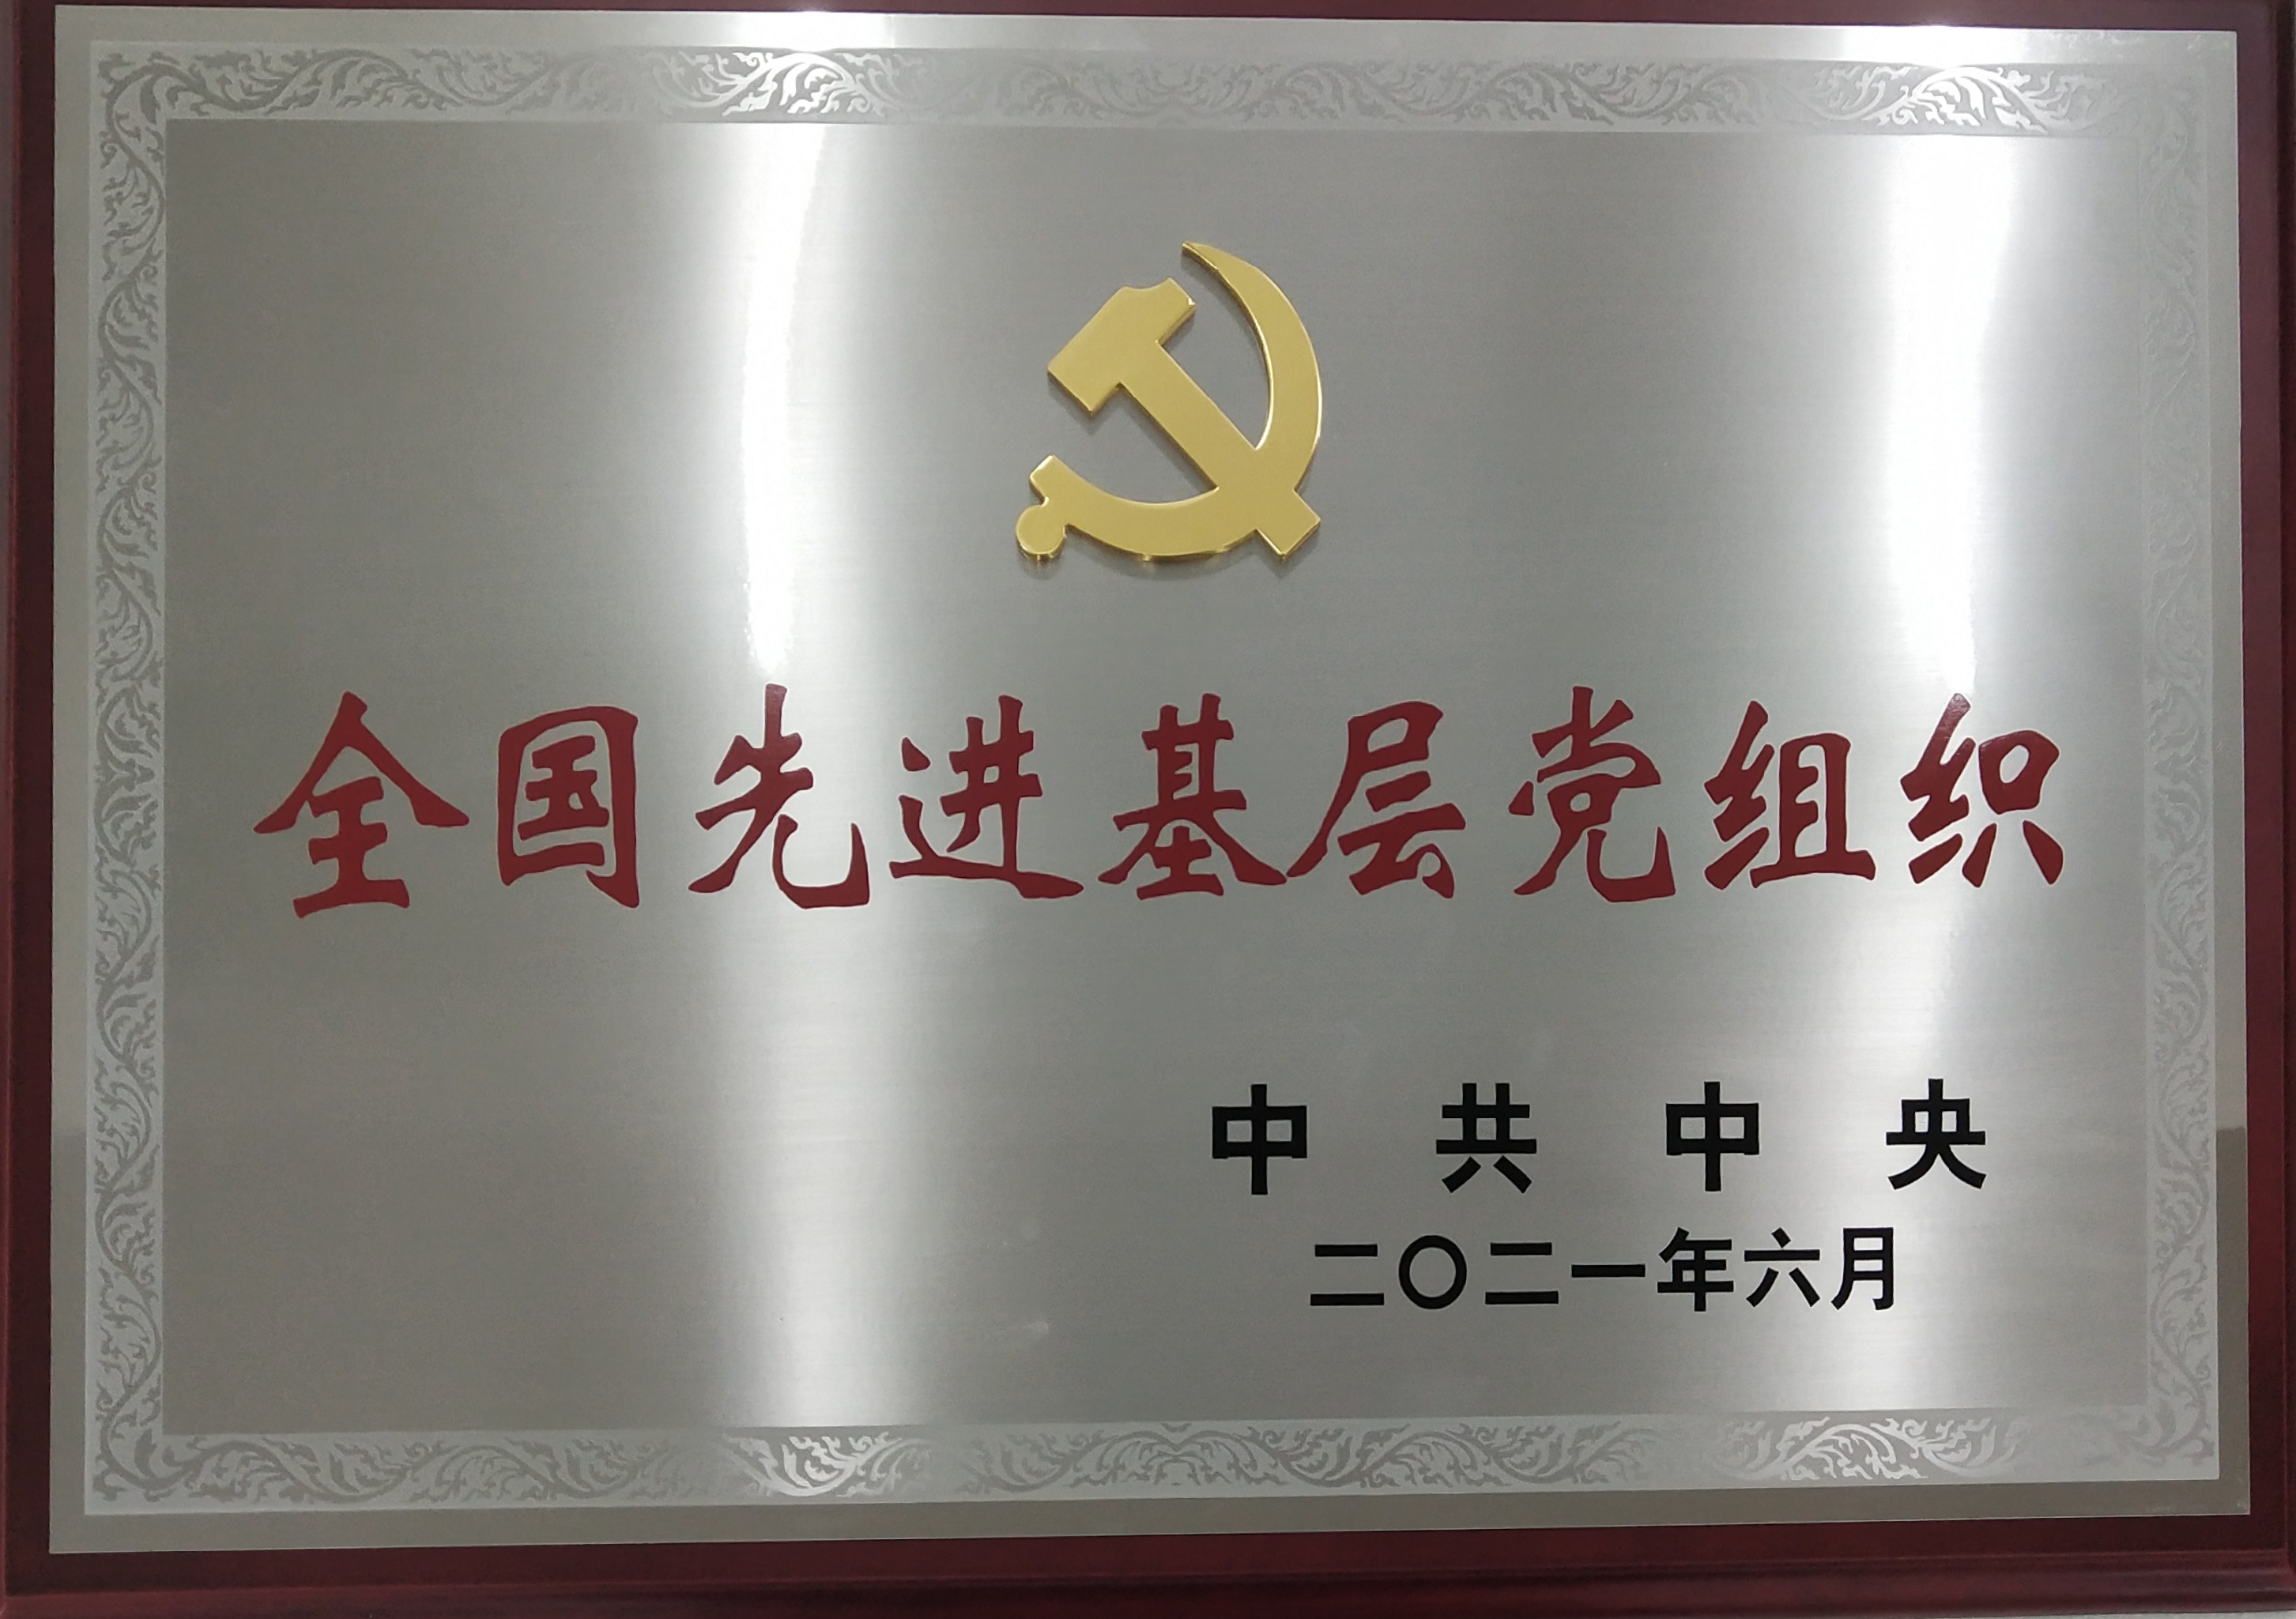 全国先进基层党组织
中共中央
二〇二一年六月